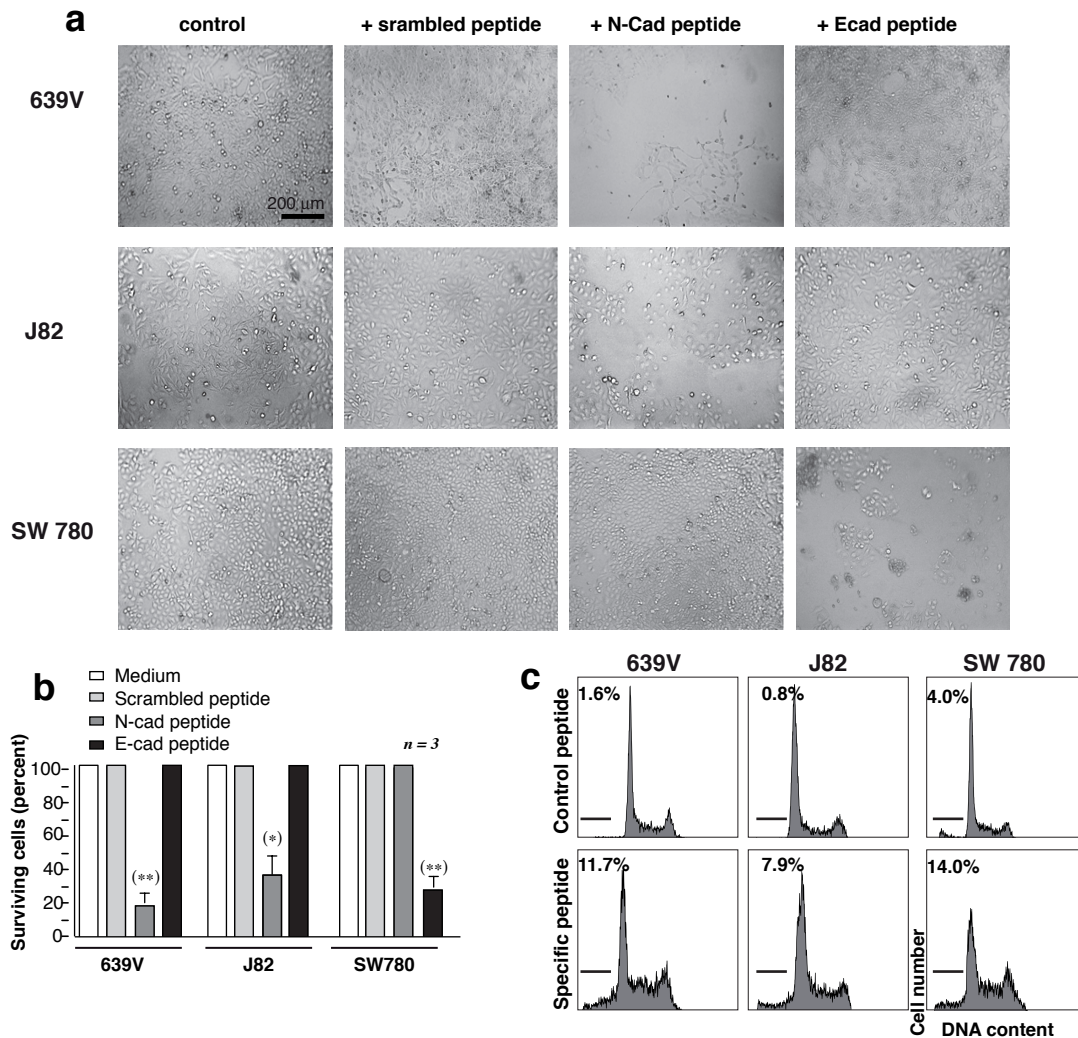 a
control
+ srambled peptide
+ N-Cad peptide
+ Ecad peptide
639V
200 µm
J82
SW 780
b
Medium
Scrambled peptide
N-cad peptide
E-cad peptide
n = 3
Surviving cells (percent)
100
80
60
40
20
0
(**)
(*)
(**)
639V
J82
SW780
c
639V
J82
SW 780
Control peptide
1.6%
0.8%
4.0%
Specific peptide
11.7%
7.9%
14.0%
Cell number
DNA content